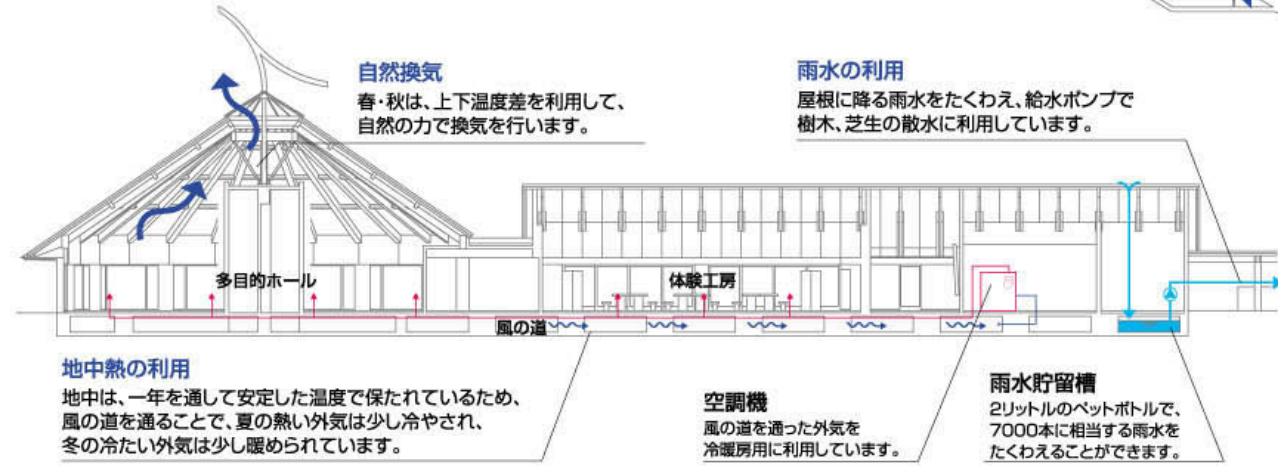 自然換気
春・秋は、上下温度差を利用して、
自然の力で換気を行います。
雨水の利用
屋根に降る雨水をたくわえ、給水ポンプで
樹木、芝生の散水に利用しています。
多目的ホール
体験工房
風の道
地中熱の利用
地中は、一年を通して安定した温度で保たれているため、
風の道を通ることで、夏の熱い外気は少し冷やされ、
冬の冷たい外気は少し暖められています。
空調機
風の道を通った外気を
冷暖房用に利用しています。
雨水貯留槽
2リットルのペットボトルで、
7000本に相当する雨水を
たくわえることができます。